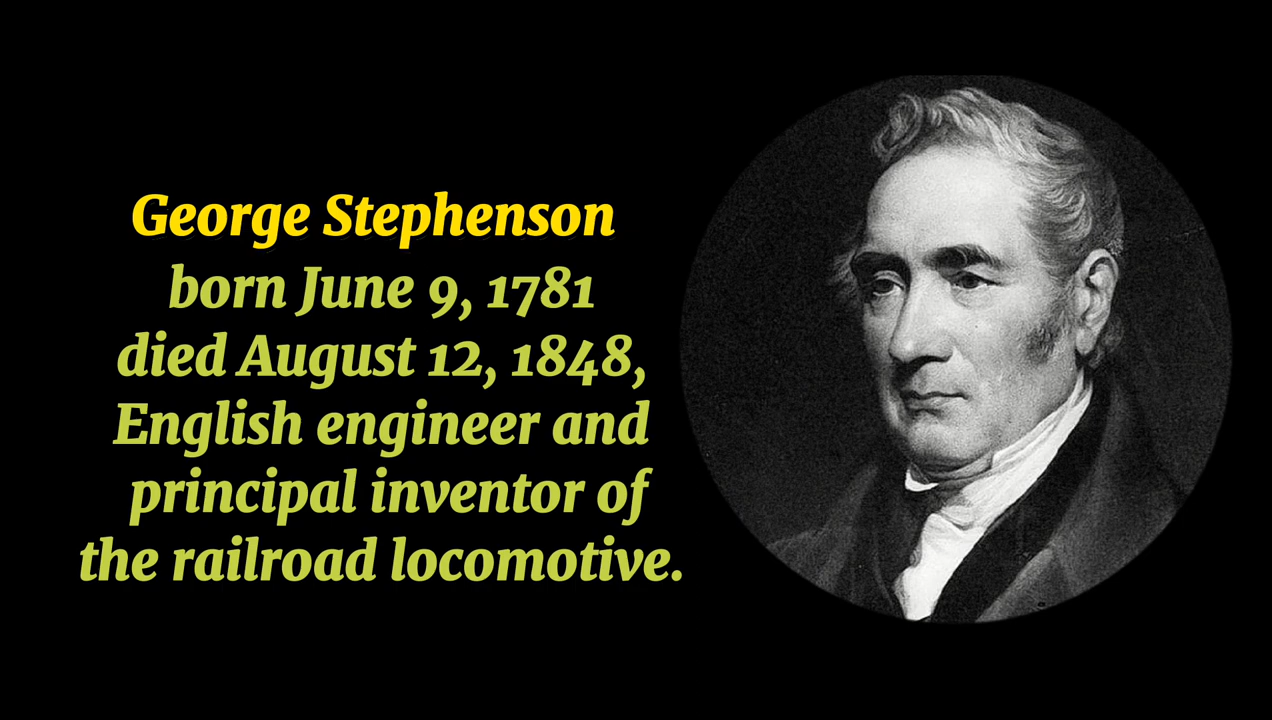 George Stephenson
born June 9, 1781
died August 12, 1848,
English engineer and
principal inventor of
the railroad locomotive.